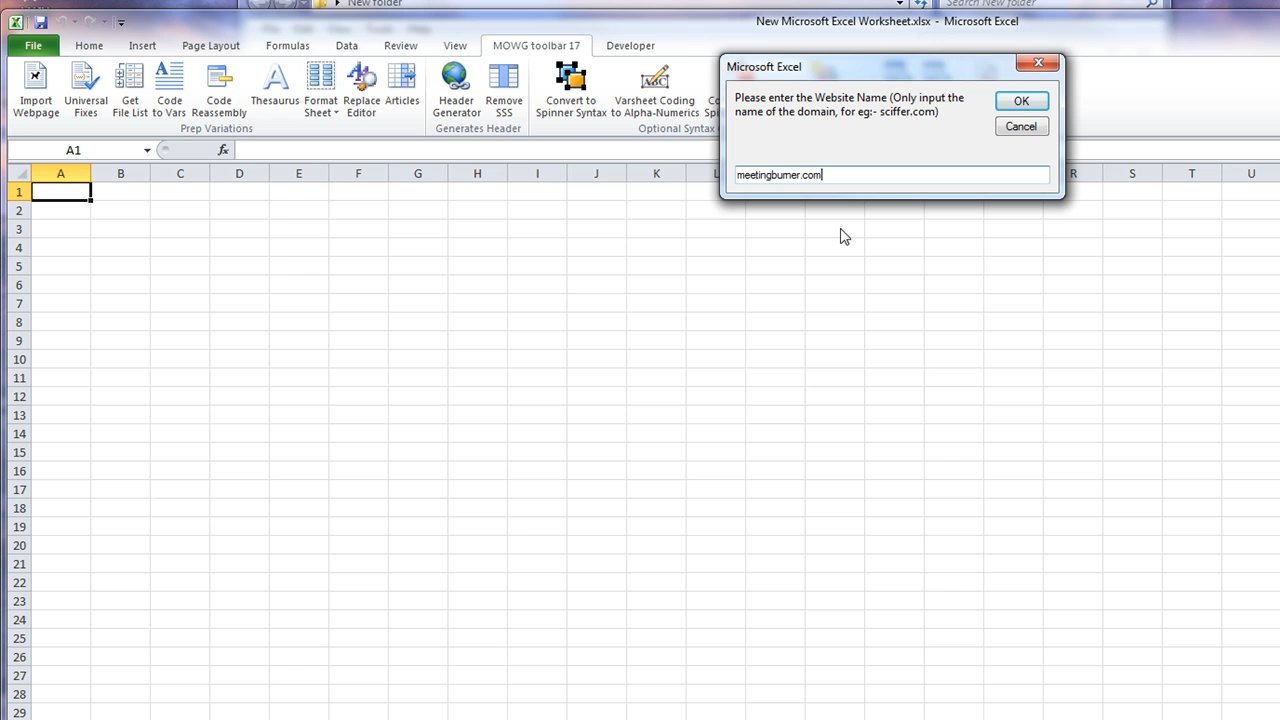 New folder
Search New folder
New Microsoft Excel Worksheet.xlsx - Microsoft Excel
File Home Insert Page Layout Formulas Data Review View MOWG toolbar 17 Developer
Import Webpage
Universal Fixes
Get File List
Code to Vars
Code Reassembly
Thesaurus
Format Sheet
Replace Editor
Articles
Header Generator
Remove SSS
Convert to Spinner Syntax
Varsheet Coding to Alpha-Numerics
Prep Variations
Generates Header
Optional Syntax
Microsoft Excel
Please enter the Website Name (Only input the
name of the domain, for eg:- sciffer.com)
OK
Cancel
meetingburner.com
A1
fx
A B C D E F G H I J K L R S T U
1
2
3
4
5
6
7
8
9
10
11
12
13
14
15
16
17
18
19
20
21
22
23
24
25
26
27
28
29